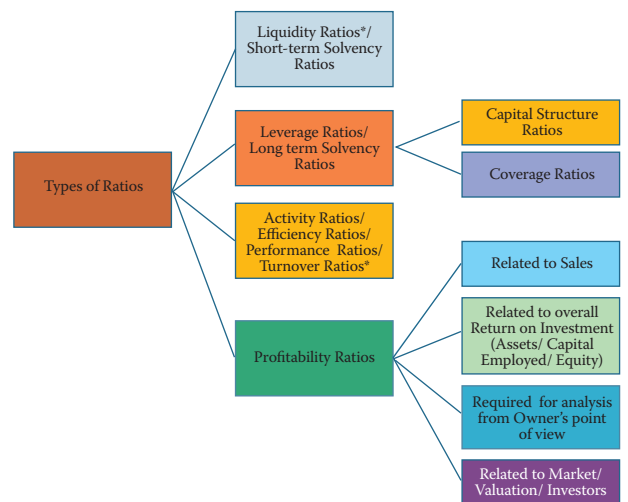 Types of Ratios
Liquidity Ratios*/
Short-term Solvency
Ratios
Leverage Ratios/
Long term Solvency
Ratios
Capital Structure
Ratios
Coverage Ratios
Activity Ratios/
Efficiency Ratios/
Performance Ratios/
Turnover Ratios*
Profitability Ratios
Related to Sales
Related to overall
Return on Investment
(Assets/ Capital
Employed/ Equity)
Required for analysis
from Owner's point
of view
Related to Market/
Valuation/ Investors